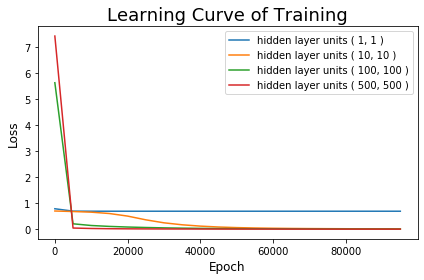 Learning Curve of Training
hidden layer units ( 1, 1 )
hidden layer units ( 10, 10 )
hidden layer units ( 100, 100 )
hidden layer units ( 500, 500 )
7
6
5
4
3
2
1
0
Loss
0 20000 40000 60000 80000
Epoch